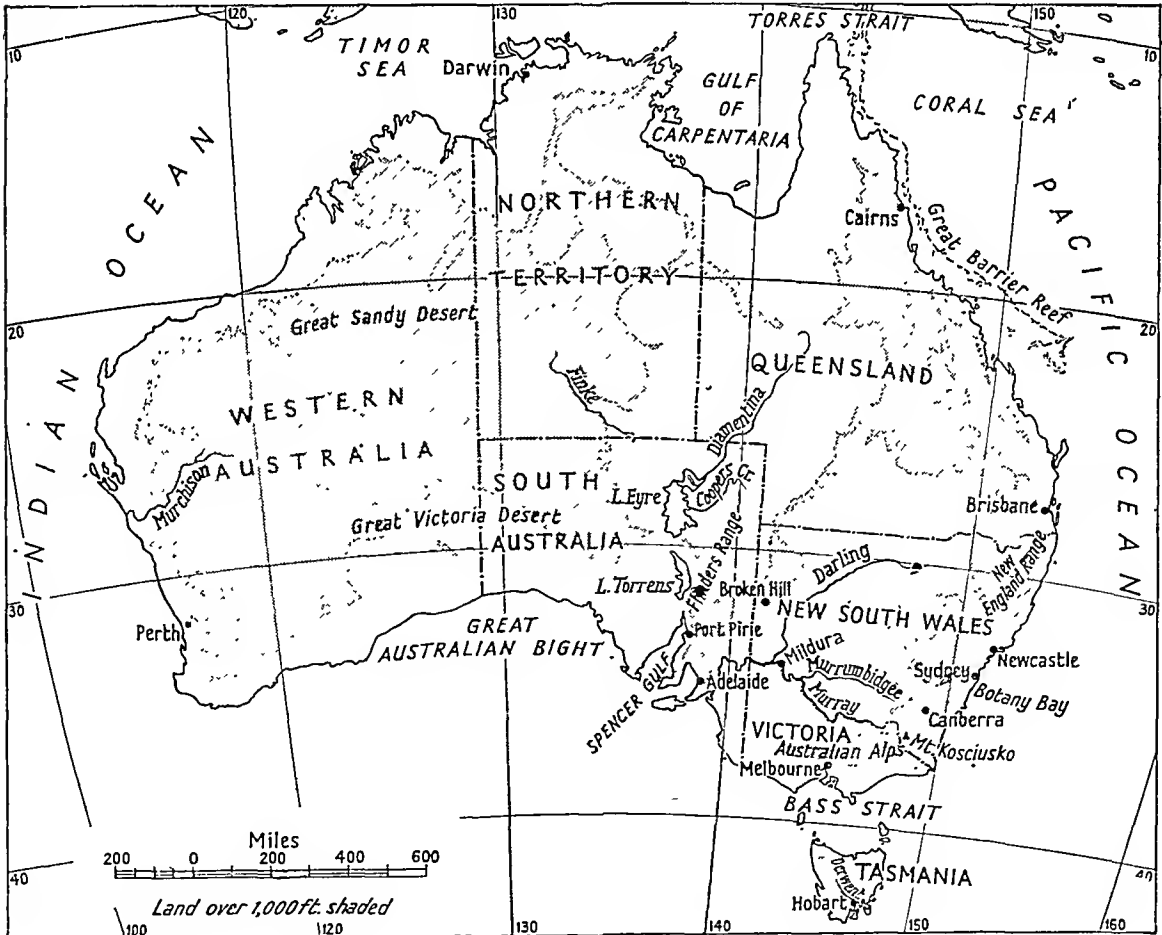 120
130
150
TORRES STRAIT
10
TIMOR
SEA
Darwin
GULF
OF
CARPENTARIA
CORAL SEA
10
INDIAN OCEAN
PACIFIC OCEAN
NORTHERN
TERRITORY
Cairns
Great Barrier Reef
20
20
Great Sandy Desert
QUEENSLAND
Finke
Diamentina
WESTERN
AUSTRALIA
Murchison
SOUTH
AUSTRALIA
L.Eyre
Coopers Cr
Great Victoria Desert
Brisbane
Flinders Range
Darling
New
England Range
L.Torrens
Broken Hill
NEW SOUTH WALES
30
30
Perth
GREAT
AUSTRALIAN BIGHT
Port Pirie
Mildura
Newcastle
SPENCER GULF
Adelaide
Murrumbidgee
Sydney
Botany Bay
Murray
Canberra
VICTORIA
Australian Alps
Mt Kosciusko
Melbourne
BASS STRAIT
Miles
200 0 200 400 600
40
40
TASMANIA
Derwent
Hobart
Land over 1,000 ft. shaded
100
120
130
140
150
160